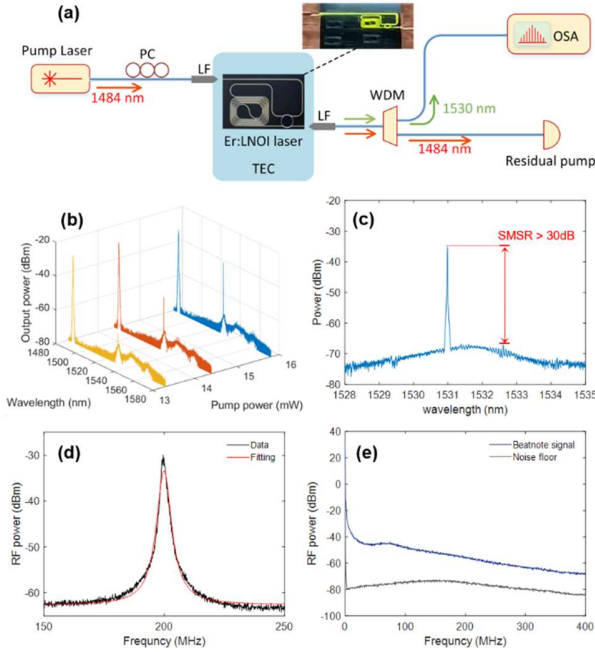 (a)
Pump Laser
PC
LF
1484 nm
Er:LNOI laser
TEC
LF
WDM
1530 nm
1484 nm
OSA
Residual pump
(b)
Output power (dBm)
-20
-40
-60
-80
1480
1500
1520
1540
1560
1580
Wavelength (nm)
13
14
15
16
Pump power (mW)
(c)
SMSR > 30dB
Power (dBm)
-20
-30
-40
-50
-60
-70
-80
1528 1529 1530 1531 1532 1533 1534 1535
wavelength (nm)
(d)
Data
Fitting
RF power (dBm)
-30
-40
-50
-60
150 200 250
Frequncy (MHz)
(e)
Beatnote signal
Noise floor
RF power (dBm)
40
20
0
-20
-40
-60
-80
-100
0 100 200 300 400
Frequncy (MHz)